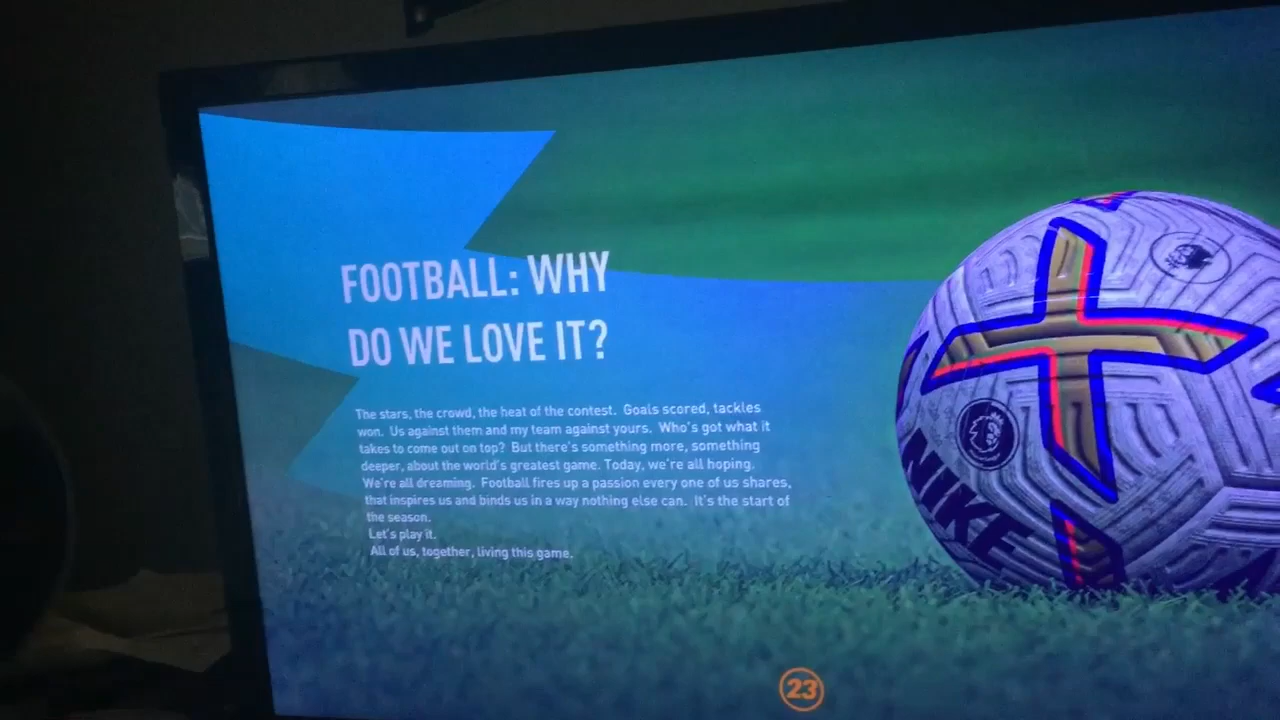 FOOTBALL: WHY
DO WE LOVE IT?
The stars, the crowd, the heat of the contest. Goals scored, tackles
won. Us against them and my team against yours. Who's got what it
takes to come out on top? But there's something more, something
deeper, about the world's greatest game. Today, we're all hoping.
We're all dreaming. Football fires up a passion every one of us shares,
that inspires us and binds us in a way nothing else can. It's the start of
the season.
Let's play it.
All of us, together, living this game.
NIKE
23